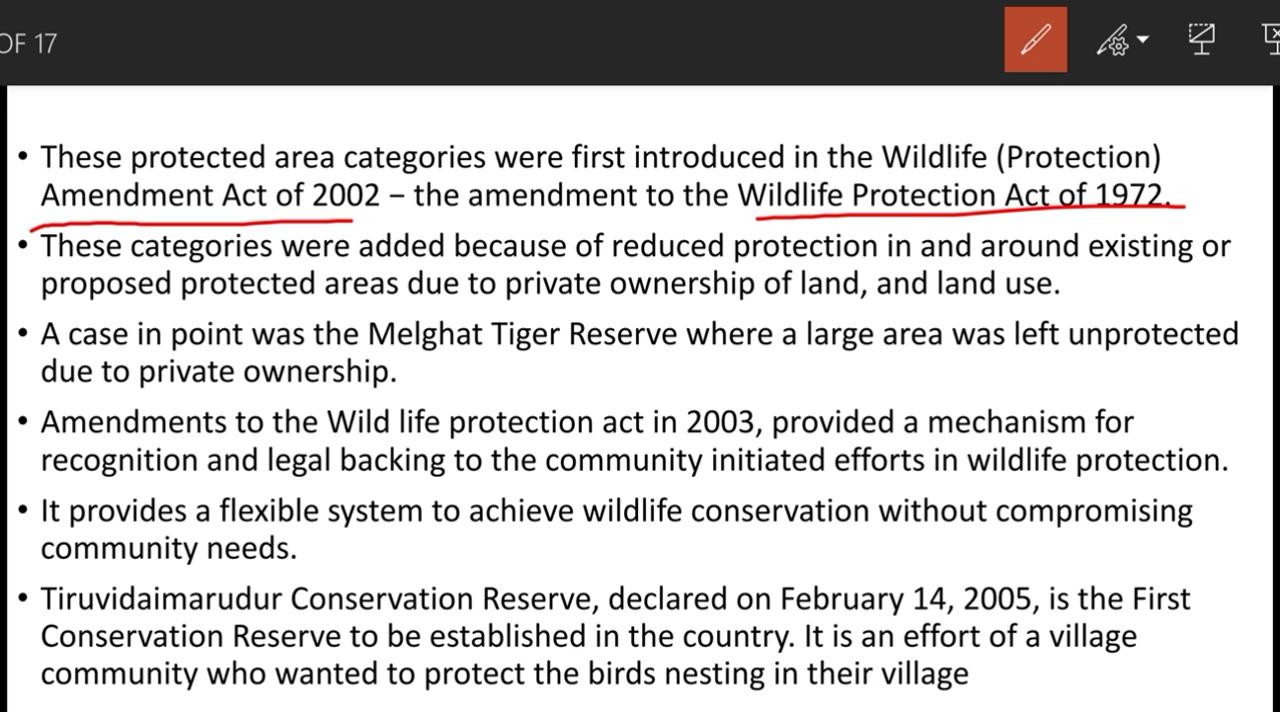 OF 17
• These protected area categories were first introduced in the Wildlife (Protection)
Amendment Act of 2002 – the amendment to the Wildlife Protection Act of 1972.
• These categories were added because of reduced protection in and around existing or
proposed protected areas due to private ownership of land, and land use.
• A case in point was the Melghat Tiger Reserve where a large area was left unprotected
due to private ownership.
• Amendments to the Wild life protection act in 2003, provided a mechanism for
recognition and legal backing to the community initiated efforts in wildlife protection.
• It provides a flexible system to achieve wildlife conservation without compromising
community needs.
• Tiruvidaimarudur Conservation Reserve, declared on February 14, 2005, is the First
Conservation Reserve to be established in the country. It is an effort of a village
community who wanted to protect the birds nesting in their village